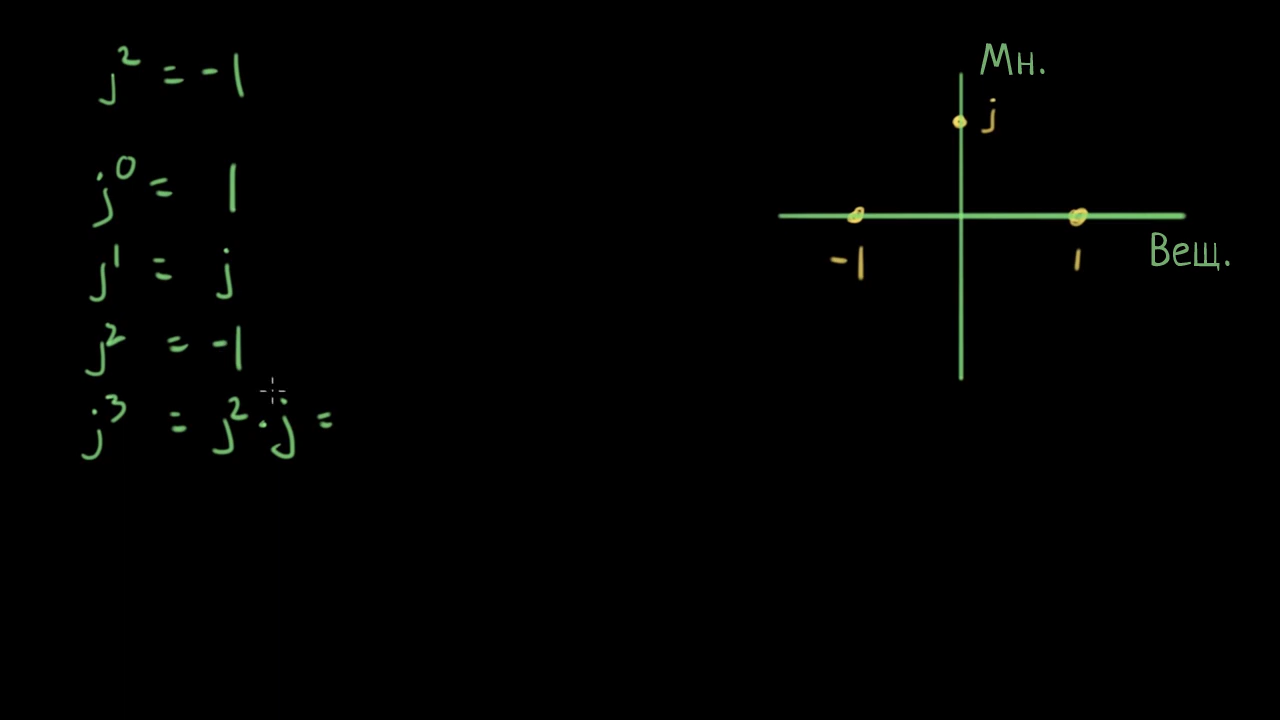 j² = -1
j⁰ = 1
j¹ = j
j² = -1
j³ = j² · j =
Мн.
j
-1
1
Вещ.